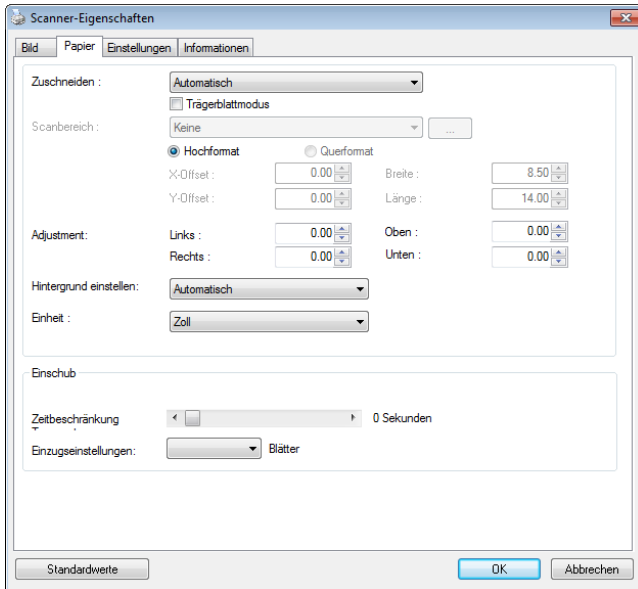 Scanner-Eigenschaften
Bild Papier Einstellungen Informationen
Zuschneiden : Automatisch
Trägerblattmodus
Scanbereich : Keine ...
Hochformat Querformat
X-Offset : 0.00 Breite : 8.50
Y-Offset : 0.00 Länge : 14.00
Adjustment: Links : 0.00 Oben : 0.00
Rechts : 0.00 Unten : 0.00
Hintergrund einstellen: Automatisch
Einheit : Zoll
Einschub
Zeitbeschränkung 0 Sekunden
Einzugseinstellungen: Blätter
Standardwerte OK Abbrechen